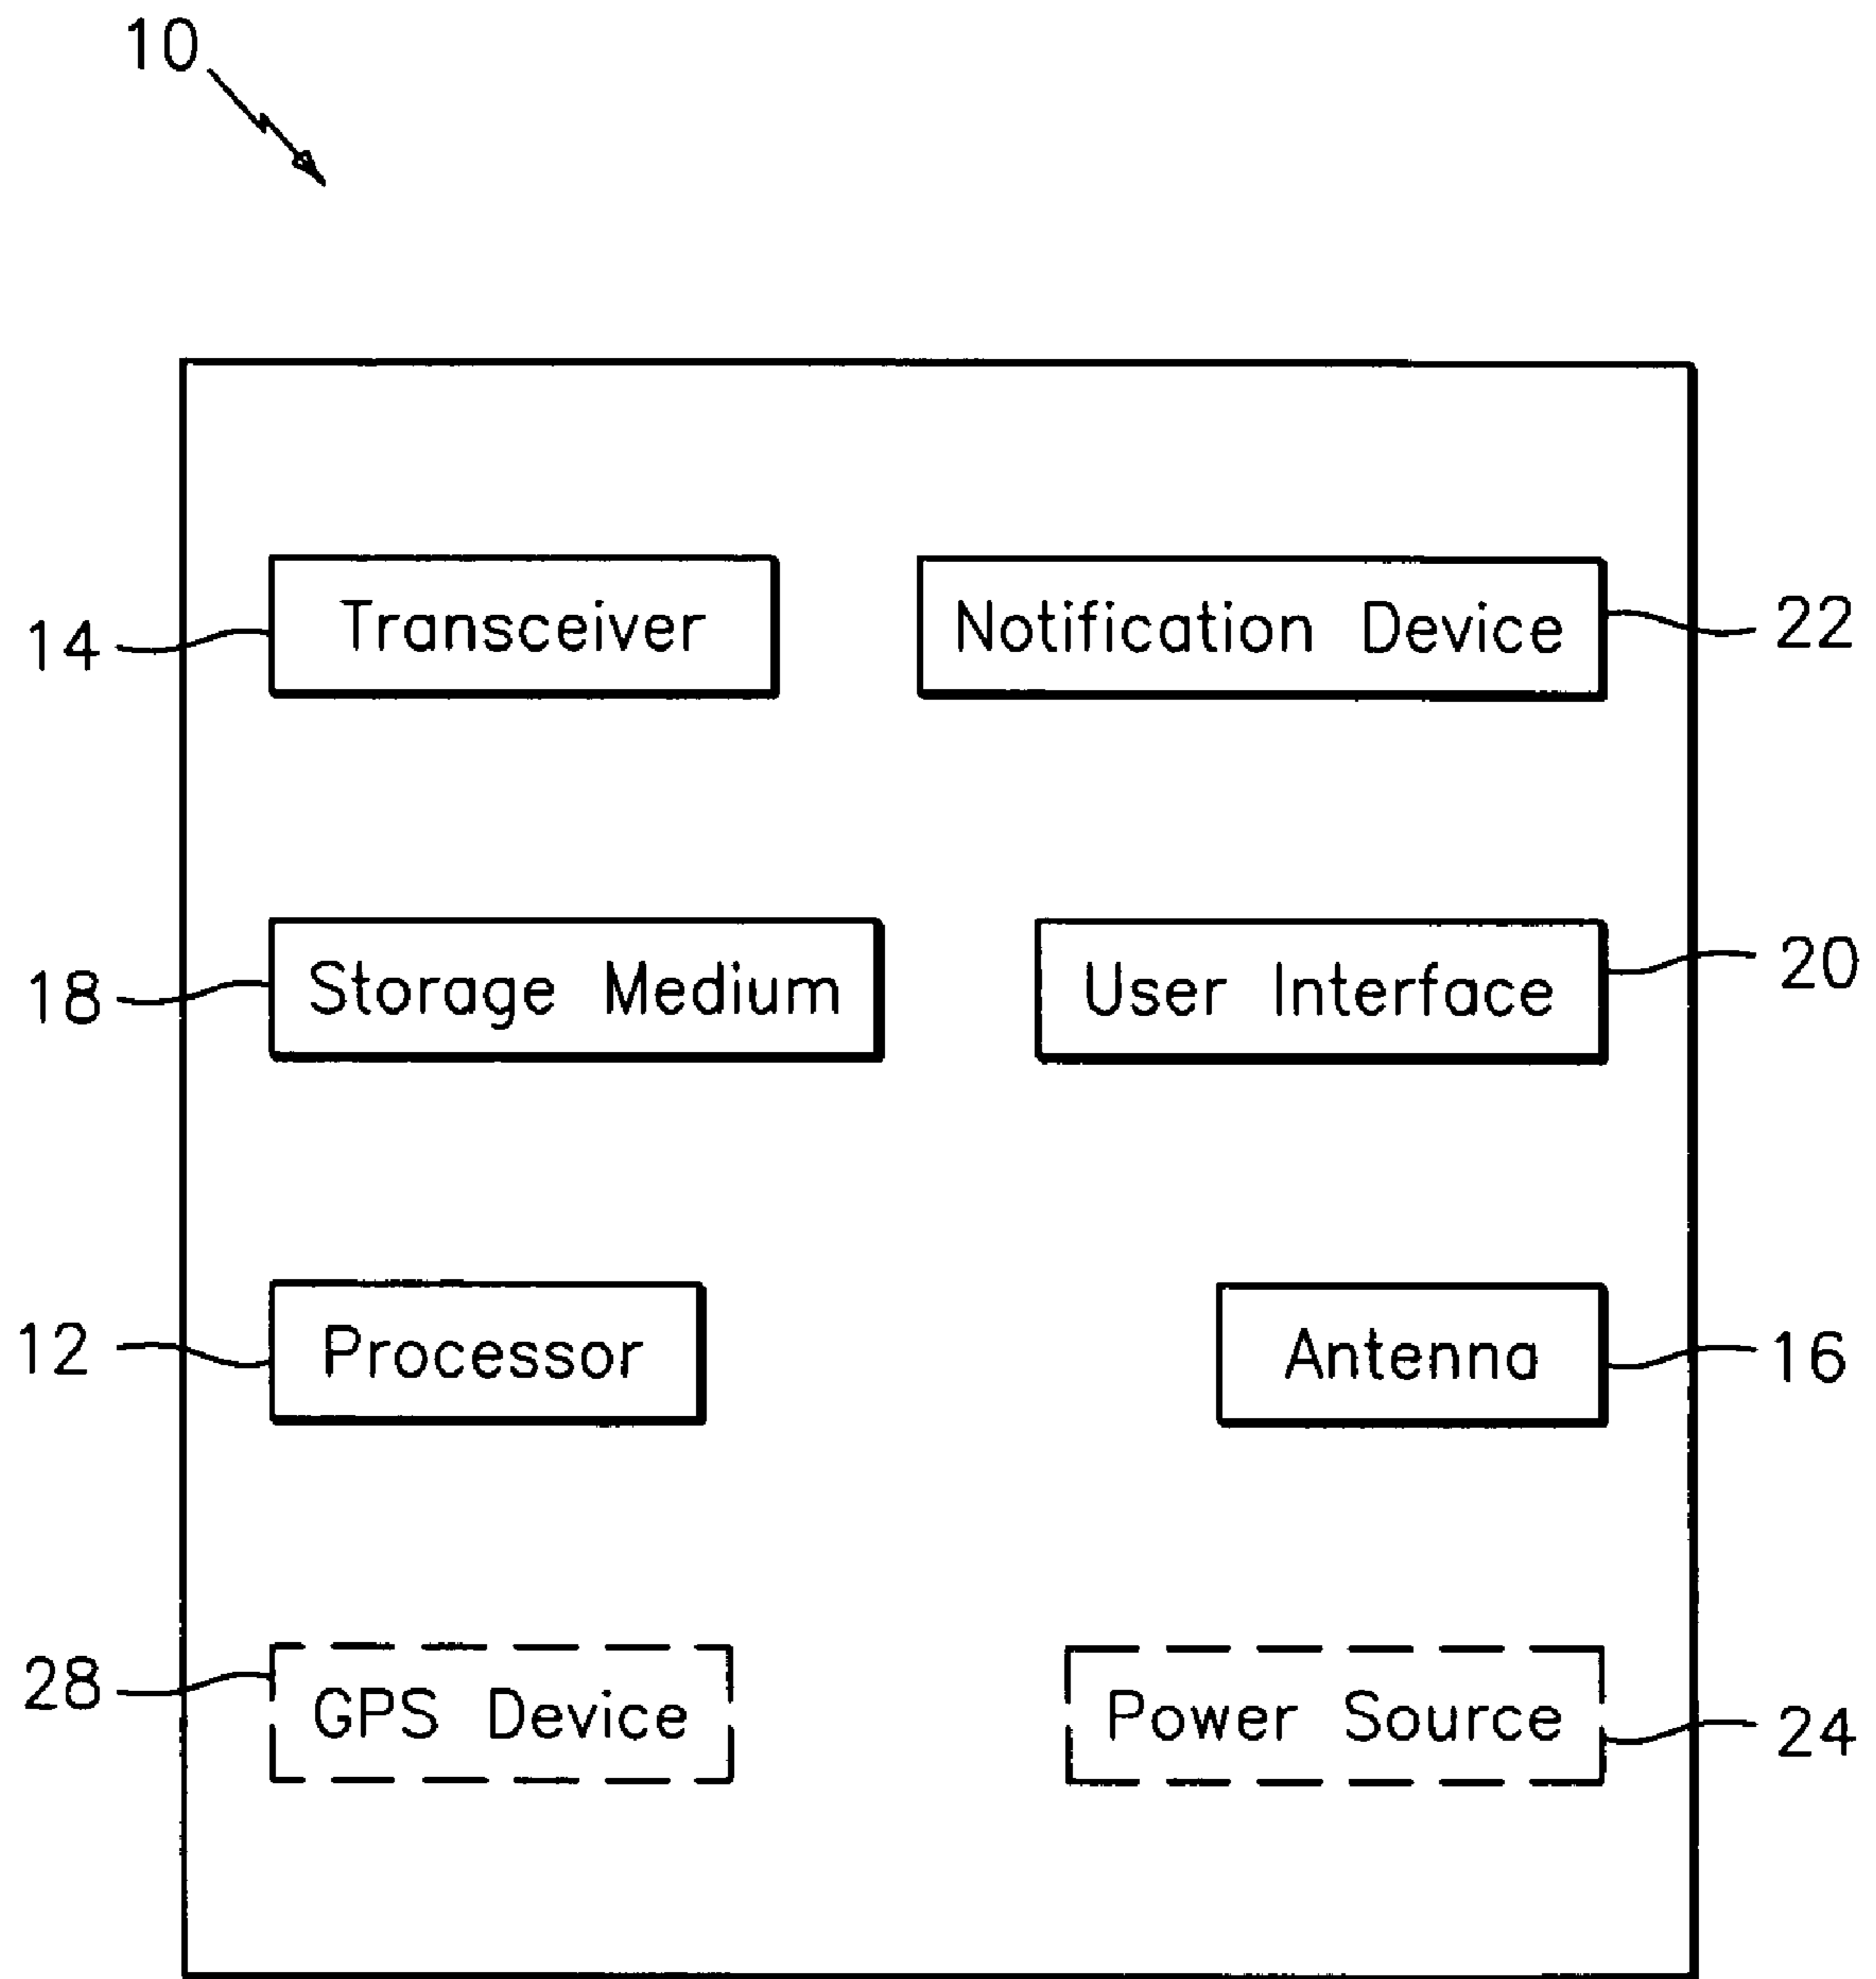 10
14 Transceiver Notification Device 22
18 Storage Medium User Interface 20
12 Processor Antenna 16
28 GPS Device Power Source 24